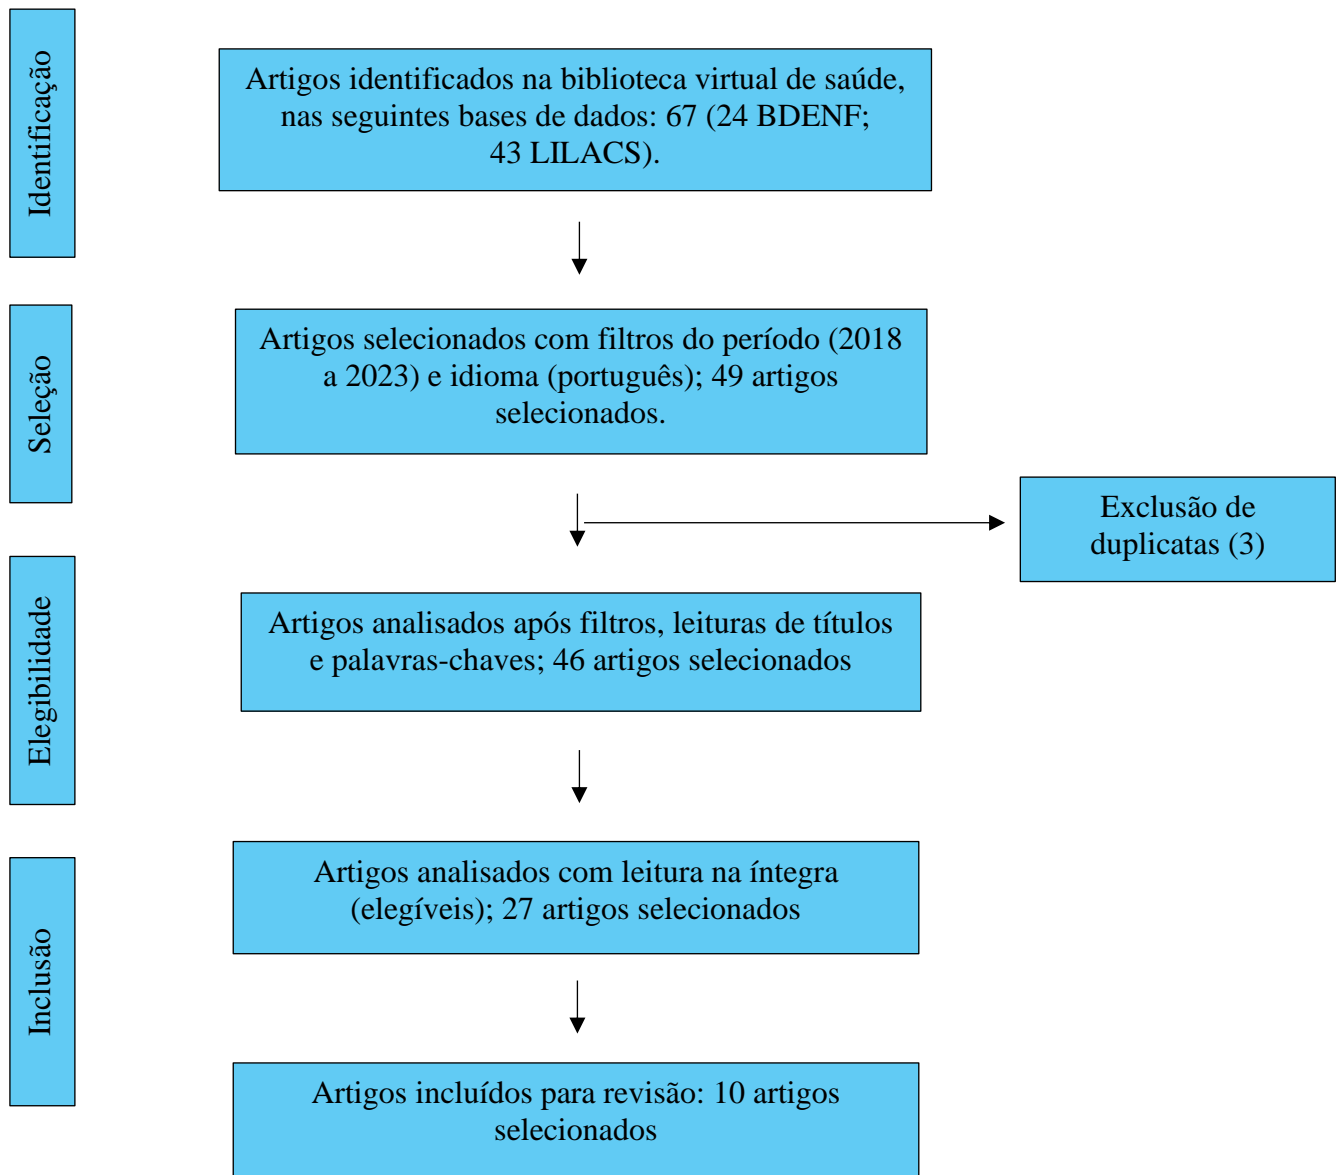 Identificação
Artigos identificados na biblioteca virtual de saúde,
nas seguintes bases de dados: 67 (24 BDENF;
43 LILACS).
Seleção
Artigos selecionados com filtros do período (2018
a 2023) e idioma (português); 49 artigos
selecionados.
Exclusão de
duplicatas (3)
Elegibilidade
Artigos analisados após filtros, leituras de títulos
e palavras-chaves; 46 artigos selecionados
Inclusão
Artigos analisados com leitura na íntegra
(elegíveis); 27 artigos selecionados
Artigos incluídos para revisão: 10 artigos
selecionados